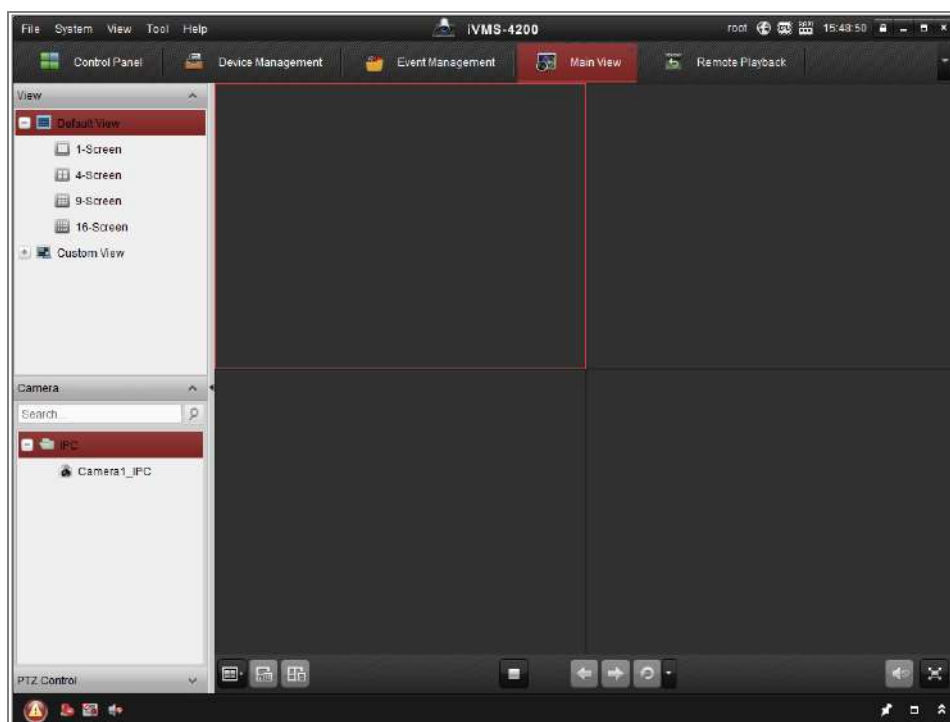 File System View Tool Help iVMS-4200 root 15:48:50
Control Panel Device Management Event Management Main View Remote Playback
View
Default View
1-Screen
4-Screen
9-Screen
16-Screen
Custom View
Camera
Search...
IPC
Camera1_IPC
PTZ Control